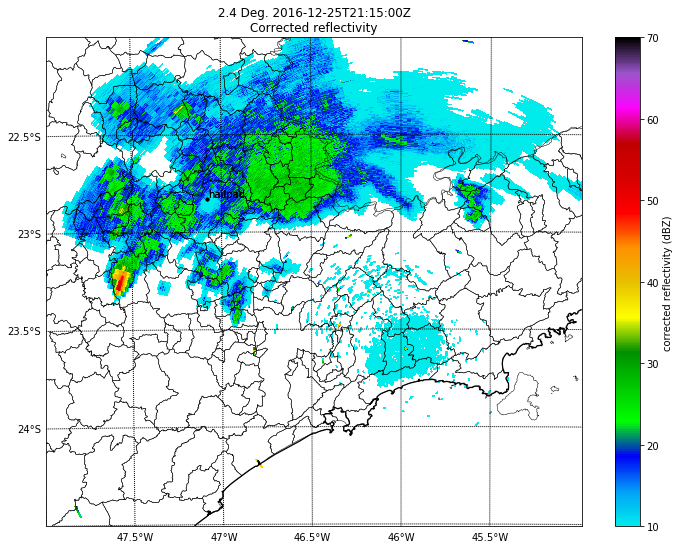 2.4 Deg. 2016-12-25T21:15:00Z
Corrected reflectivity
22.5°S
23°S
23.5°S
24°S
47.5°W
47°W
46.5°W
46°W
45.5°W
70
60
50
40
30
20
10
corrected reflectivity (dBZ)